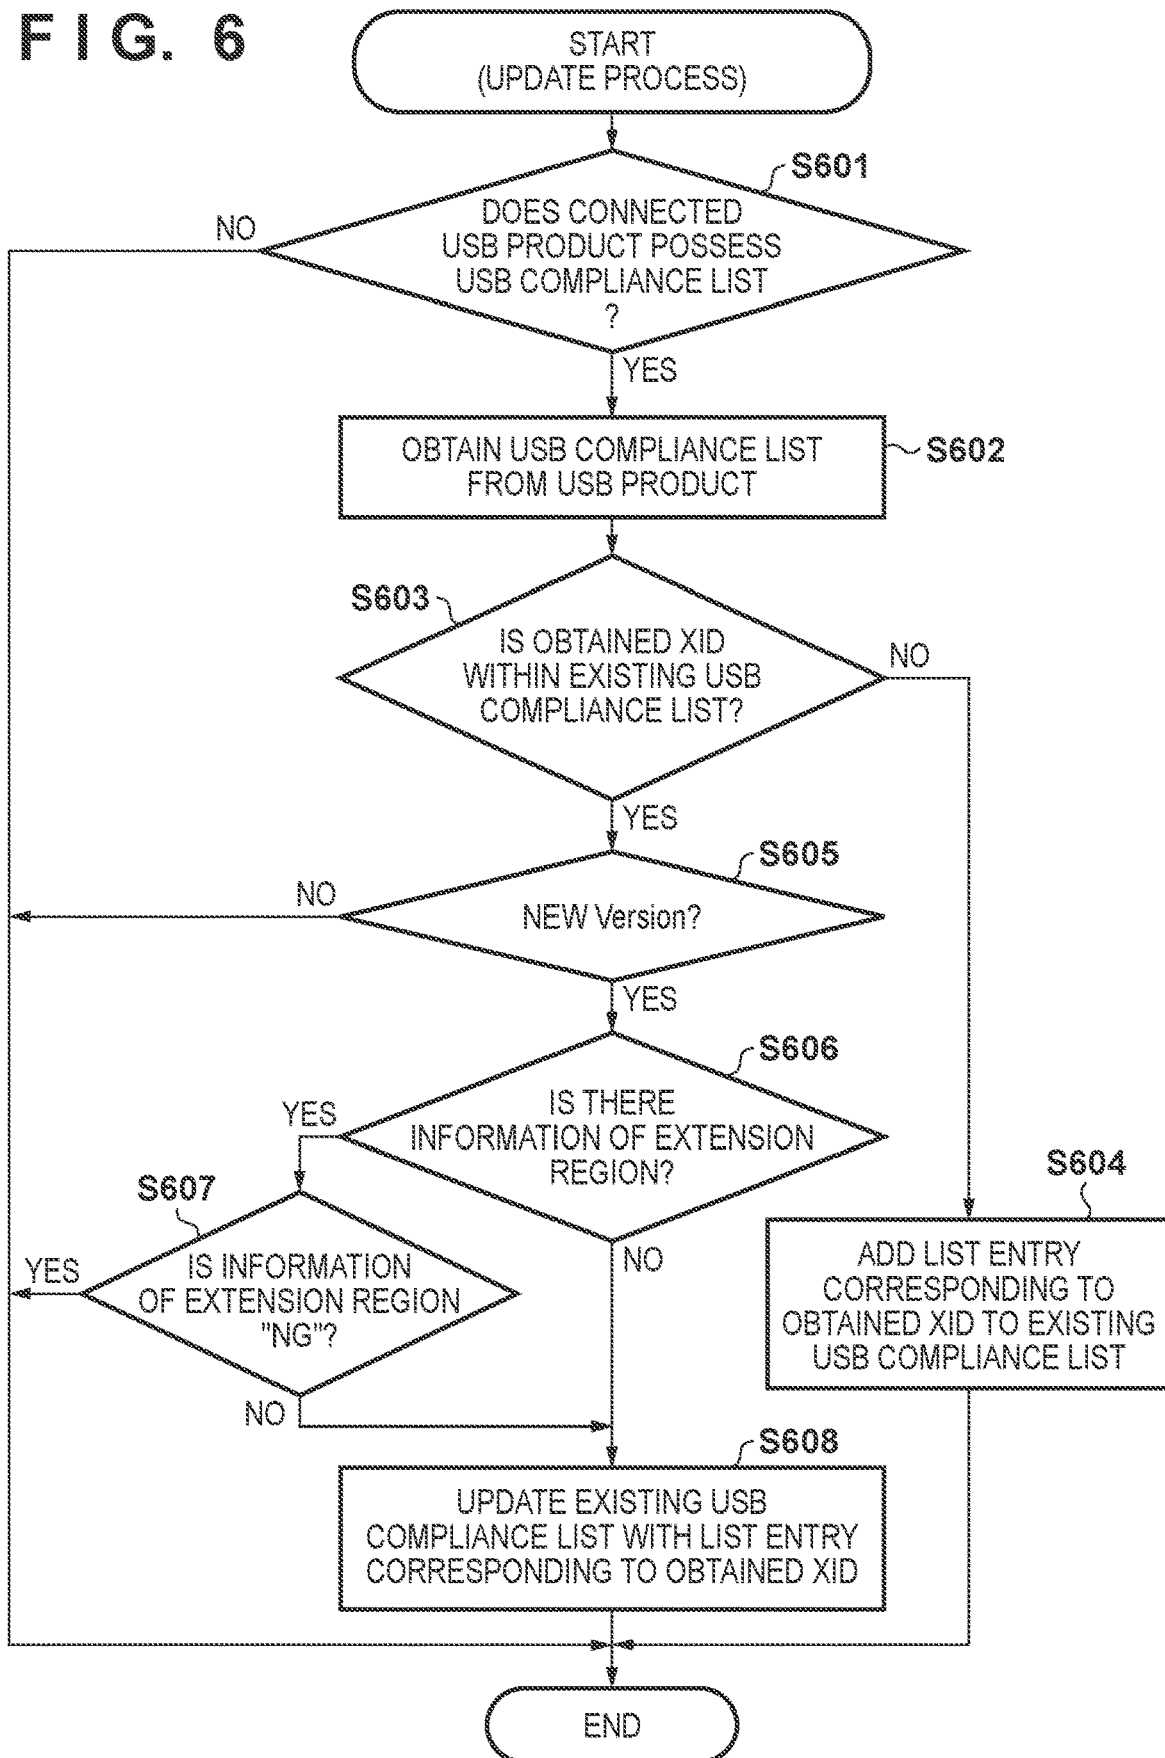 FIG. 6
START
(UPDATE PROCESS)
S601
DOES CONNECTED
USB PRODUCT POSSESS
USB COMPLIANCE LIST
?
NO
YES
OBTAIN USB COMPLIANCE LIST
FROM USB PRODUCT
S602
S603
IS OBTAINED XID
WITHIN EXISTING USB
COMPLIANCE LIST?
NO
YES
S605
NEW Version?
NO
YES
S606
IS THERE
INFORMATION OF EXTENSION
REGION?
YES
NO
S607
IS INFORMATION
OF EXTENSION REGION
"NG"?
YES
NO
S604
ADD LIST ENTRY
CORRESPONDING TO
OBTAINED XID TO EXISTING
USB COMPLIANCE LIST
S608
UPDATE EXISTING USB
COMPLIANCE LIST WITH LIST ENTRY
CORRESPONDING TO OBTAINED XID
END